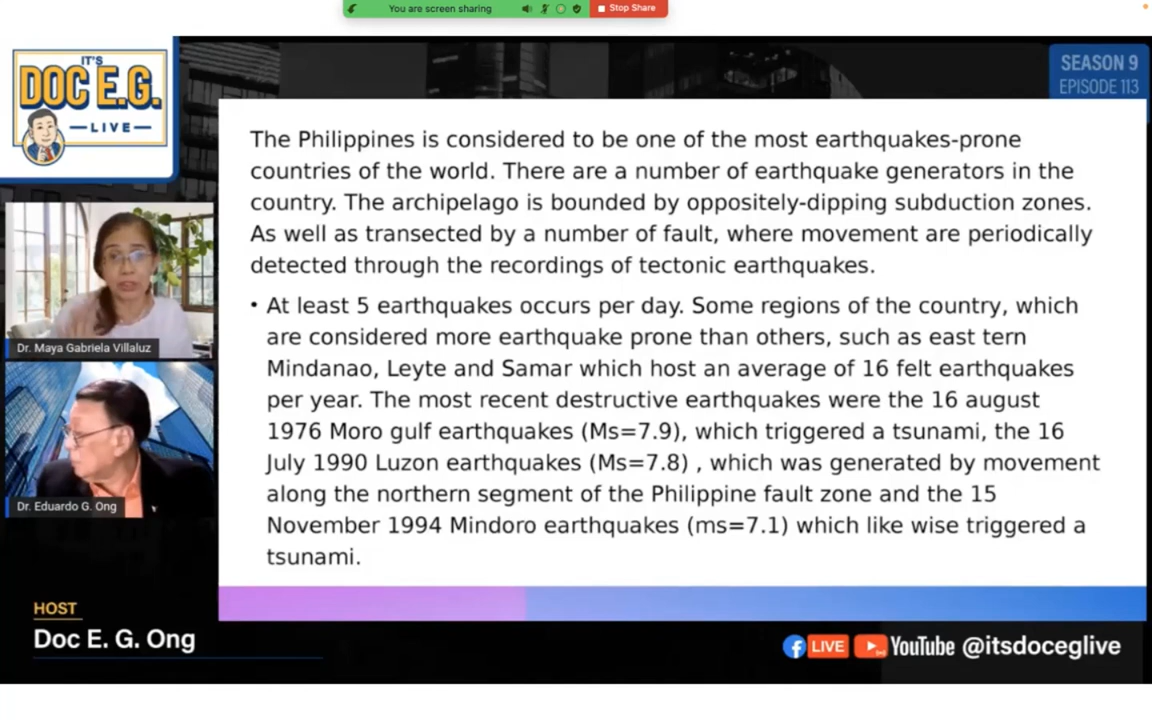 You are screen sharing
Stop Share
IT'S
DOC E.G.
LIVE
SEASON 9
EPISODE 113
The Philippines is considered to be one of the most earthquakes-prone
countries of the world. There are a number of earthquake generators in the
country. The archipelago is bounded by oppositely-dipping subduction zones.
As well as transected by a number of fault, where movement are periodically
detected through the recordings of tectonic earthquakes.
• At least 5 earthquakes occurs per day. Some regions of the country, which
are considered more earthquake prone than others, such as east tern
Mindanao, Leyte and Samar which host an average of 16 felt earthquakes
per year. The most recent destructive earthquakes were the 16 august
1976 Moro gulf earthquakes (Ms=7.9), which triggered a tsunami, the 16
July 1990 Luzon earthquakes (Ms=7.8) , which was generated by movement
along the northern segment of the Philippine fault zone and the 15
November 1994 Mindoro earthquakes (ms=7.1) which like wise triggered a
tsunami.
Dr. Maya Gabriela Villaluz
Dr. Eduardo G. Ong
HOST
Doc E. G. Ong
LIVE YouTube @itsdoceglive